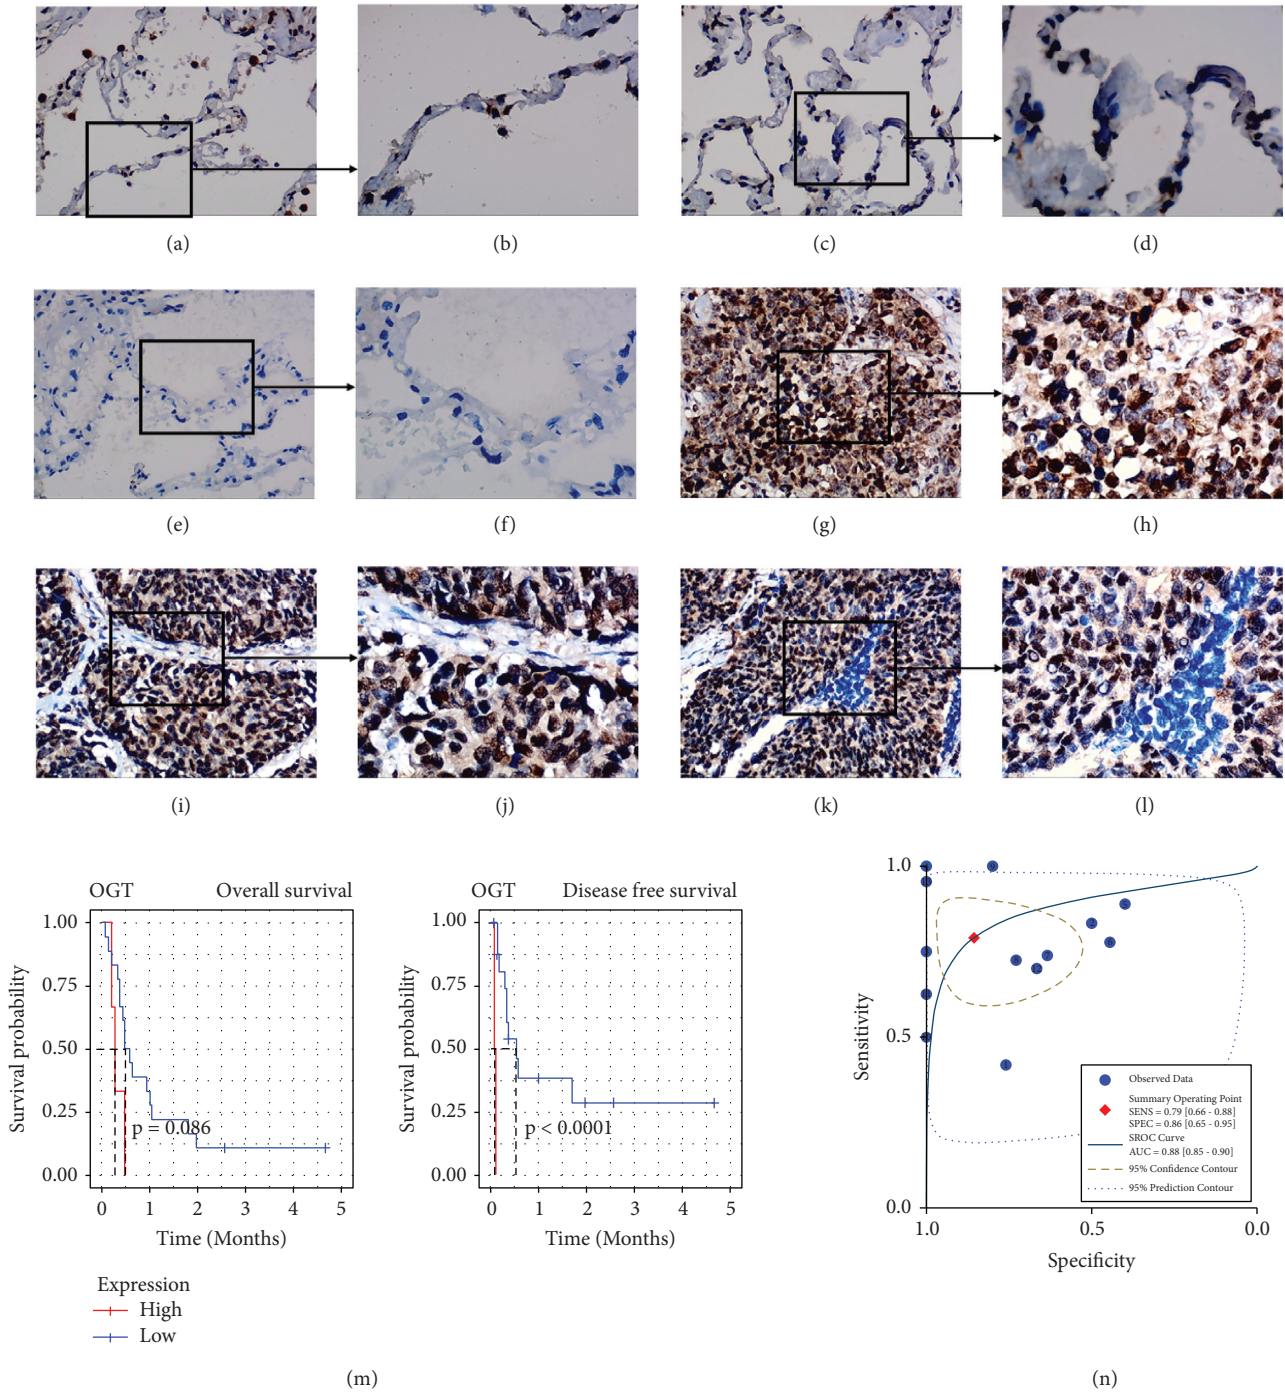 (a)
(b)
(c)
(d)
(e)
(f)
(g)
(h)
(i)
(j)
(k)
(l)
OGT Overall survival
1.00
0.75
0.50
0.25
0.00
Survival probability
p = 0.086
0 1 2 3 4 5
Time (Months)
OGT Disease free survival
1.00
0.75
0.50
0.25
0.00
Survival probability
p < 0.0001
0 1 2 3 4 5
Time (Months)
Expression
High
Low
(m)
1.0
0.5
0.0
Sensitivity
Observed Data
Summary Operating Point
SENS = 0.79 [0.66 - 0.88]
SPEC = 0.86 [0.65 - 0.95]
SROC Curve
AUC = 0.88 [0.85 - 0.90]
95% Confidence Contour
95% Prediction Contour
1.0 0.5 0.0
Specificity
(n)